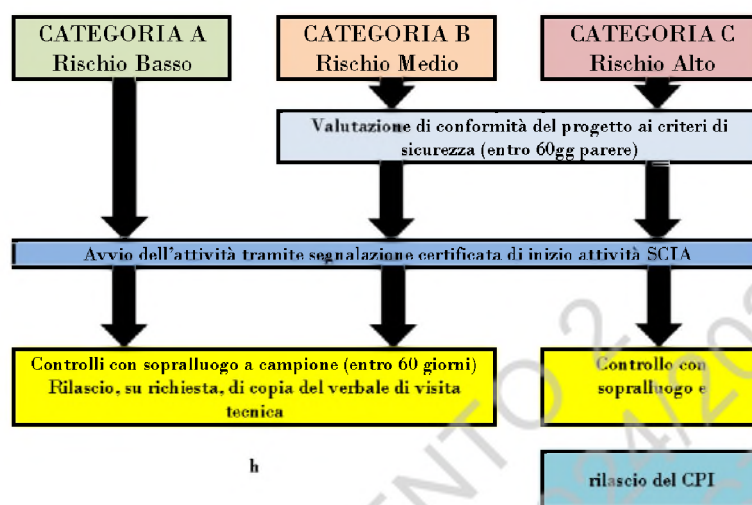 CATEGORIA A
Rischio Basso
CATEGORIA B
Rischio Medio
CATEGORIA C
Rischio Alto
Valutazione di conformità del progetto ai criteri di
sicurezza (entro 60gg parere)
Avvio dell'attività tramite segnalazione certificata di inizio attività SCIA
Controlli con sopralluogo a campione (entro 60 giorni)
Rilascio, su richiesta, di copia del verbale di visita
tecnica
Controllo con
sopralluogo e
h
rilascio del CPI